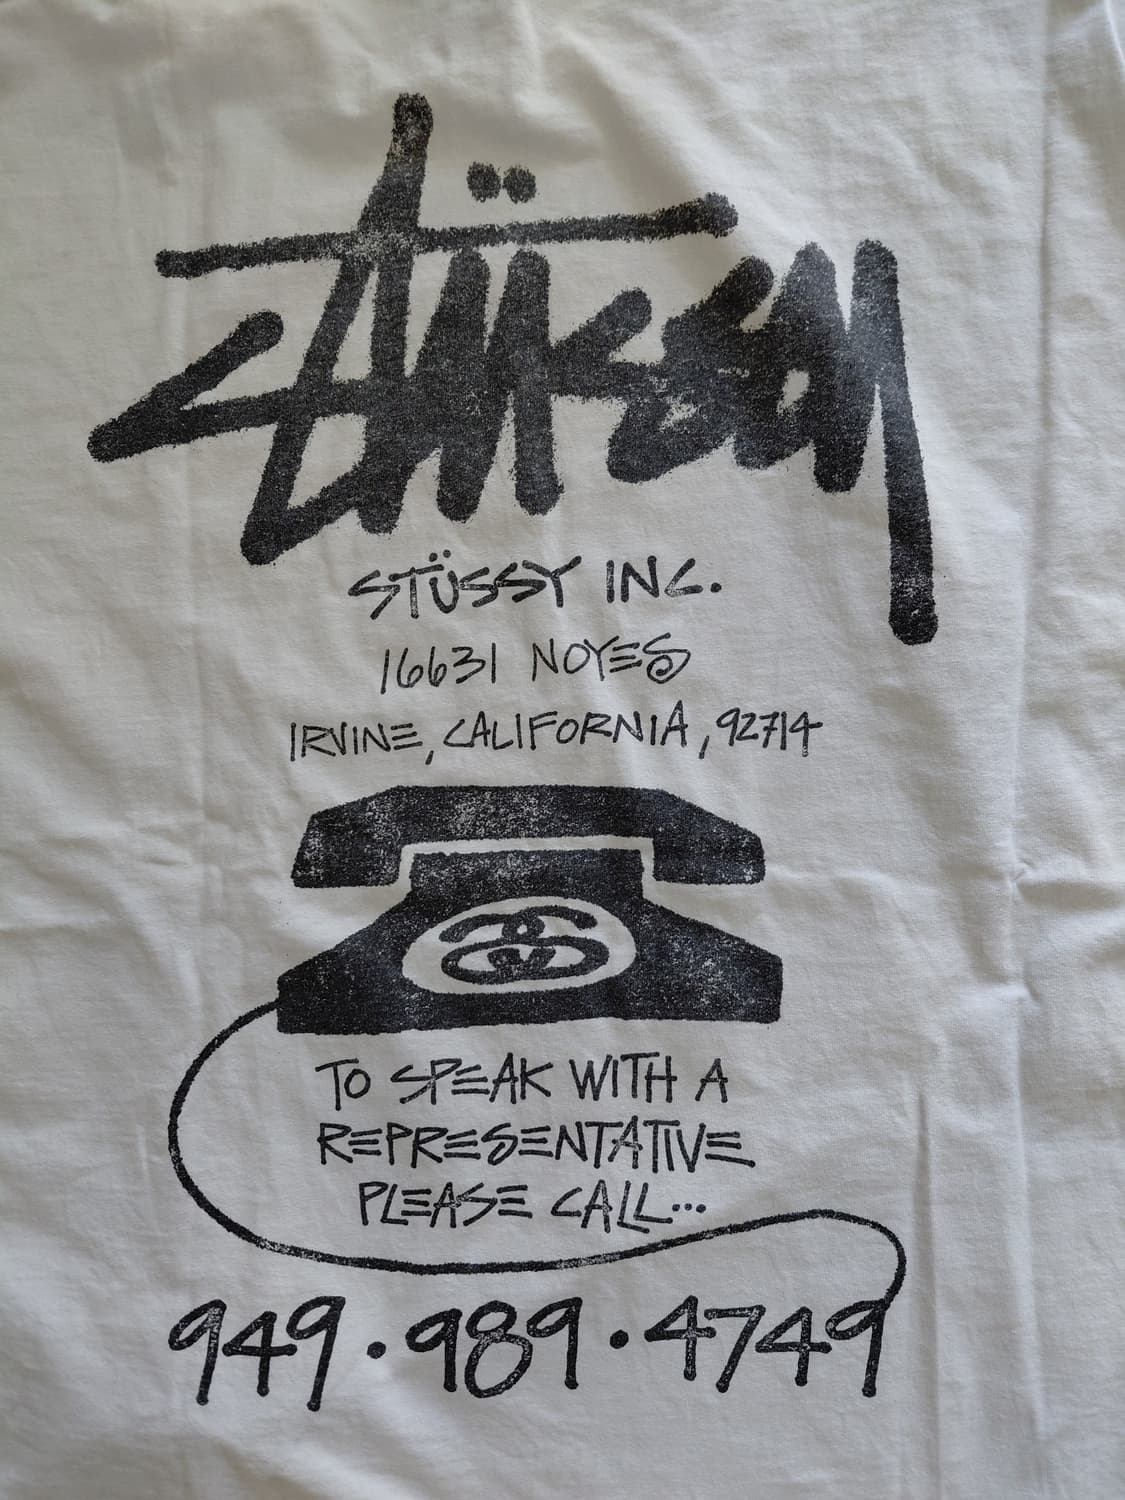 Stüssy
STÜSSY INC.
16631 NOYES
IRVINE, CALIFORNIA, 92714
TO SPEAK WITH A
REPRESENTATIVE
PLEASE CALL...
949·989·4749